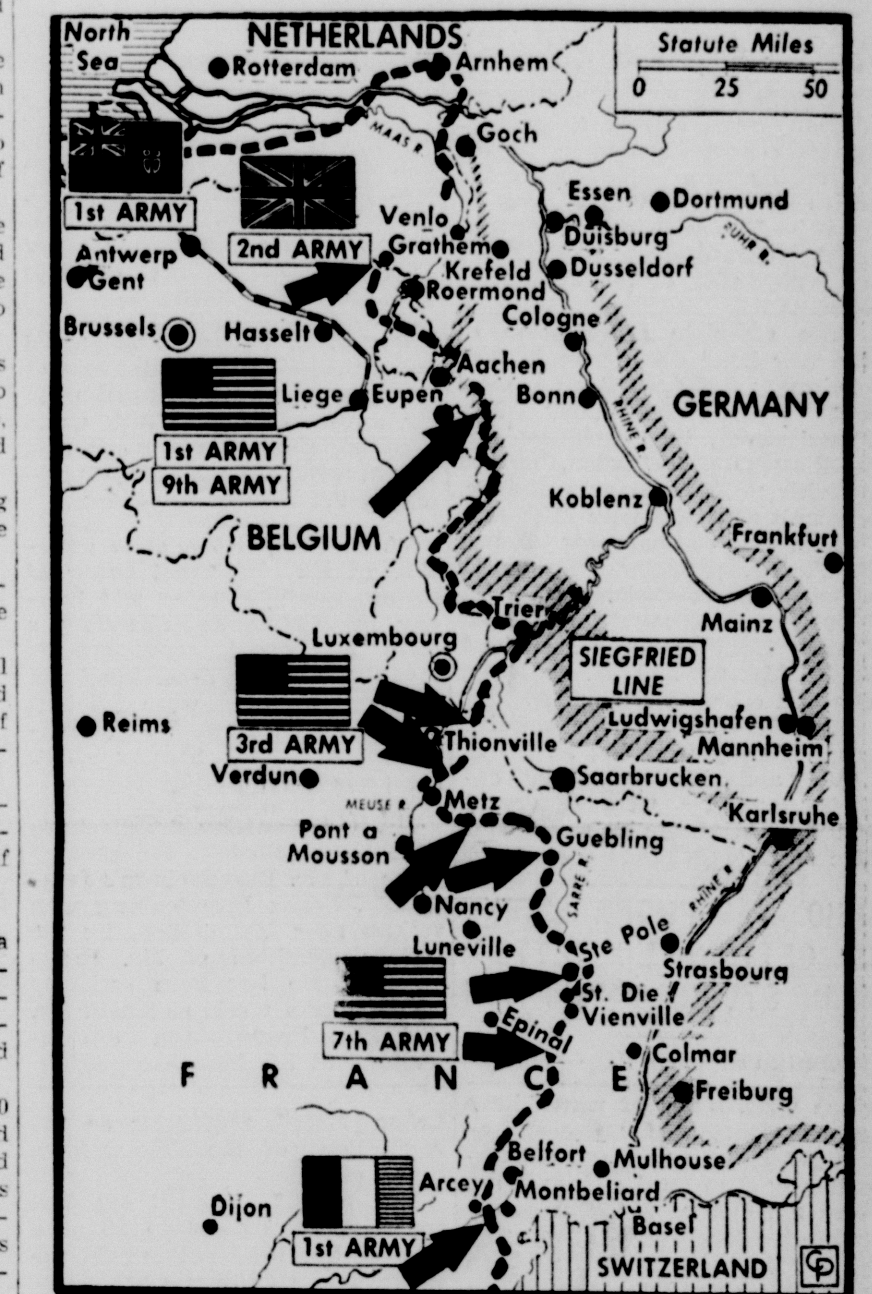 North
Sea
NETHERLANDS
Statute Miles
0 25 50
Rotterdam
Arnhem
MAAS R.
Goch
1st ARMY
2nd ARMY
Essen
Dortmund
Duisburg
RUHR R.
Venlo
Grathem
Krefeld
Dusseldorf
Antwerp
Gent
Roermond
Cologne
Brussels
Hasselt
Aachen
Liege
Eupen
Bonn
RHINE R.
GERMANY
1st ARMY
9th ARMY
Koblenz
BELGIUM
Frankfurt
Trier
Mainz
Luxembourg
SIEGFRIED
LINE
Reims
3rd ARMY
Thionville
Ludwigshafen
Mannheim
Verdun
Saarbrucken
MEUSE R.
Metz
Karlsruhe
Pont a
Mousson
Guebling
SARRE R.
RHINE R.
Nancy
Luneville
Ste Pole
Strasbourg
St. Die
Vienville
7th ARMY
Epinal
Colmar
FRANCE
Freiburg
Belfort
Mulhouse
Arcey
Montbeliard
Dijon
Basel
1st ARMY
SWITZERLAND
CP